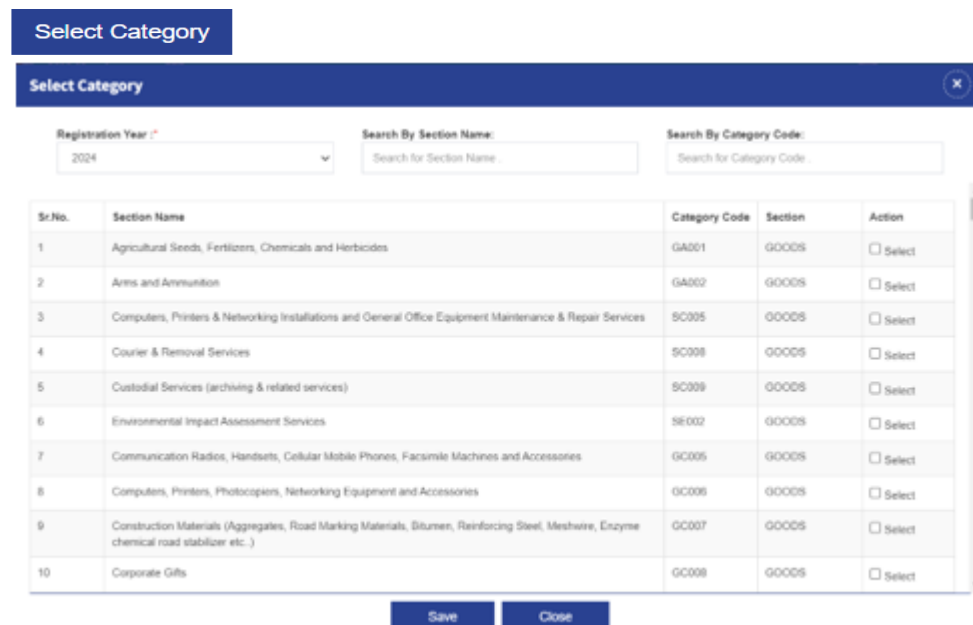 Select Category
Select Category
Registration Year :* Search By Section Name: Search By Category Code:
2024 Search for Section Name . Search for Category Code .
Sr.No. Section Name Category Code Section Action
1 Agricultural Seeds, Fertilizers, Chemicals and Herbicides GA001 GOODS Select
2 Arms and Ammunition GA002 GOODS Select
3 Computers, Printers & Networking Installations and General Office Equipment Maintenance & Repair Services SC005 GOODS Select
4 Courier & Removal Services SC008 GOODS Select
5 Custodial Services (archiving & related services) SC009 GOODS Select
6 Environmental Impact Assessment Services SE002 GOODS Select
7 Communication Radios, Handsets, Cellular Mobile Phones, Facsimile Machines and Accessories GC005 GOODS Select
8 Computers, Printers, Photocopiers, Networking Equipment and Accessories GC006 GOODS Select
9 Construction Materials (Aggregates, Road Marking Materials, Bitumen, Reinforcing Steel, Meshwire, Enzyme GC007 GOODS Select
chemical road stabilizer etc..)
10 Corporate Gifts GC008 GOODS Select
Save Close